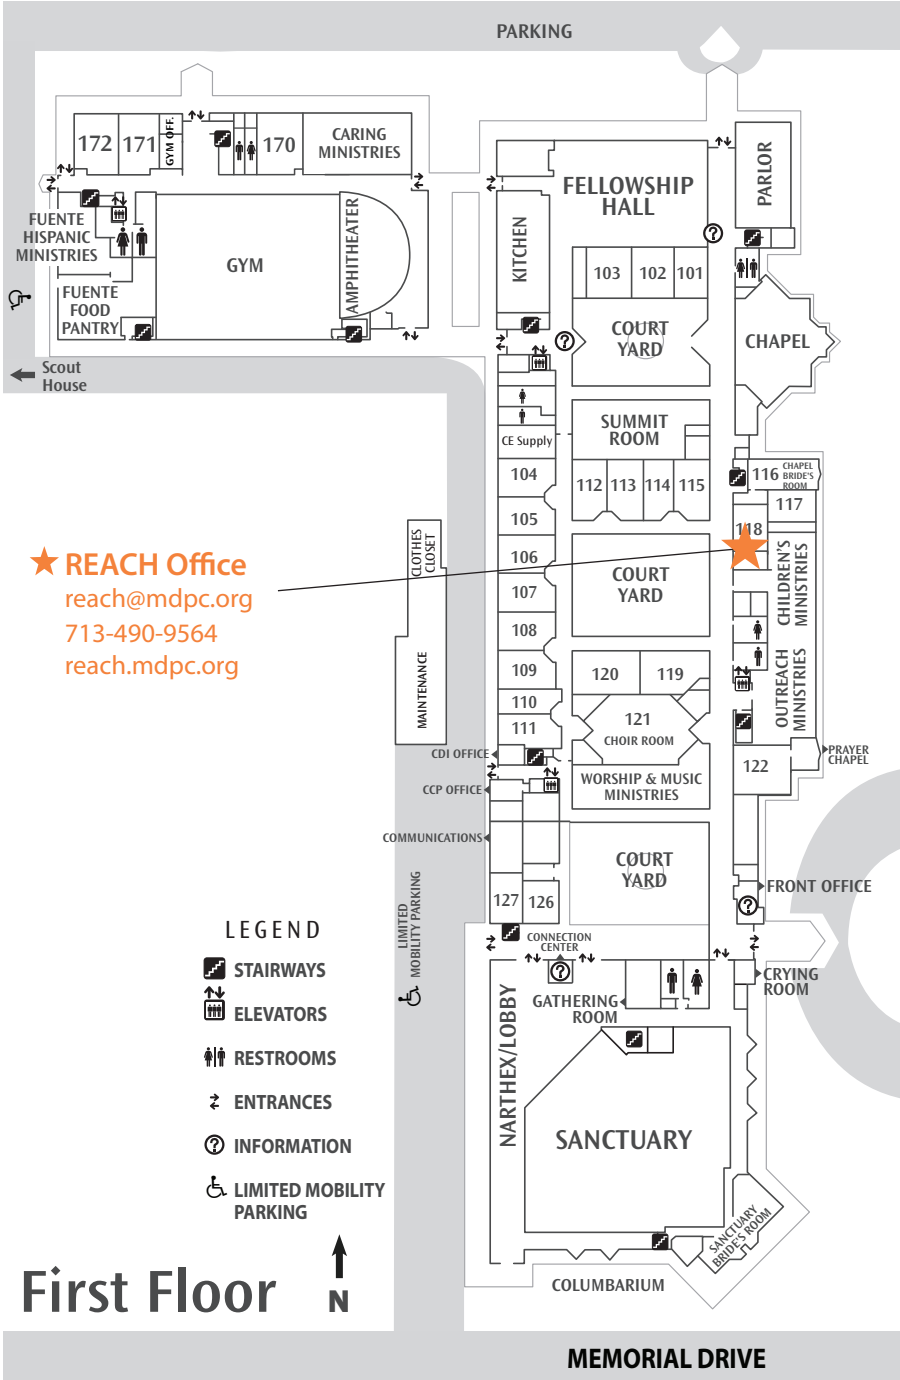 PARKING
172
171
GYM OFF.
170
CARING
MINISTRIES
PARLOR
FELLOWSHIP
HALL
FUENTE
HISPANIC
MINISTRIES
GYM
AMPHITHEATER
KITCHEN
103
102
101
FUENTE
FOOD
PANTRY
COURT
YARD
CHAPEL
Scout
House
SUMMIT
ROOM
CE Supply
104
112
113
114
115
116
CHAPEL
BRIDE'S
ROOM
117
105
118
CLOTHES
CLOSET
REACH Office
reach@mdpc.org
713-490-9564
reach.mdpc.org
106
COURT
YARD
CHILDREN'S
MINISTRIES
107
108
109
120
119
OUTREACH
MINISTRIES
MAINTENANCE
110
111
121
CHOIR ROOM
CDI OFFICE
PRAYER
CHAPEL
122
CCP OFFICE
WORSHIP & MUSIC
MINISTRIES
COMMUNICATIONS
COURT
YARD
LIMITED
MOBILITY PARKING
127
126
FRONT OFFICE
CONNECTION
CENTER
CRYING
ROOM
GATHERING
ROOM
NARTHEX/LOBBY
SANCTUARY
SANCTUARY
BRIDE'S ROOM
COLUMBARIUM
LEGEND
STAIRWAYS
ELEVATORS
RESTROOMS
ENTRANCES
? INFORMATION
LIMITED MOBILITY
PARKING
First Floor
N
MEMORIAL DRIVE